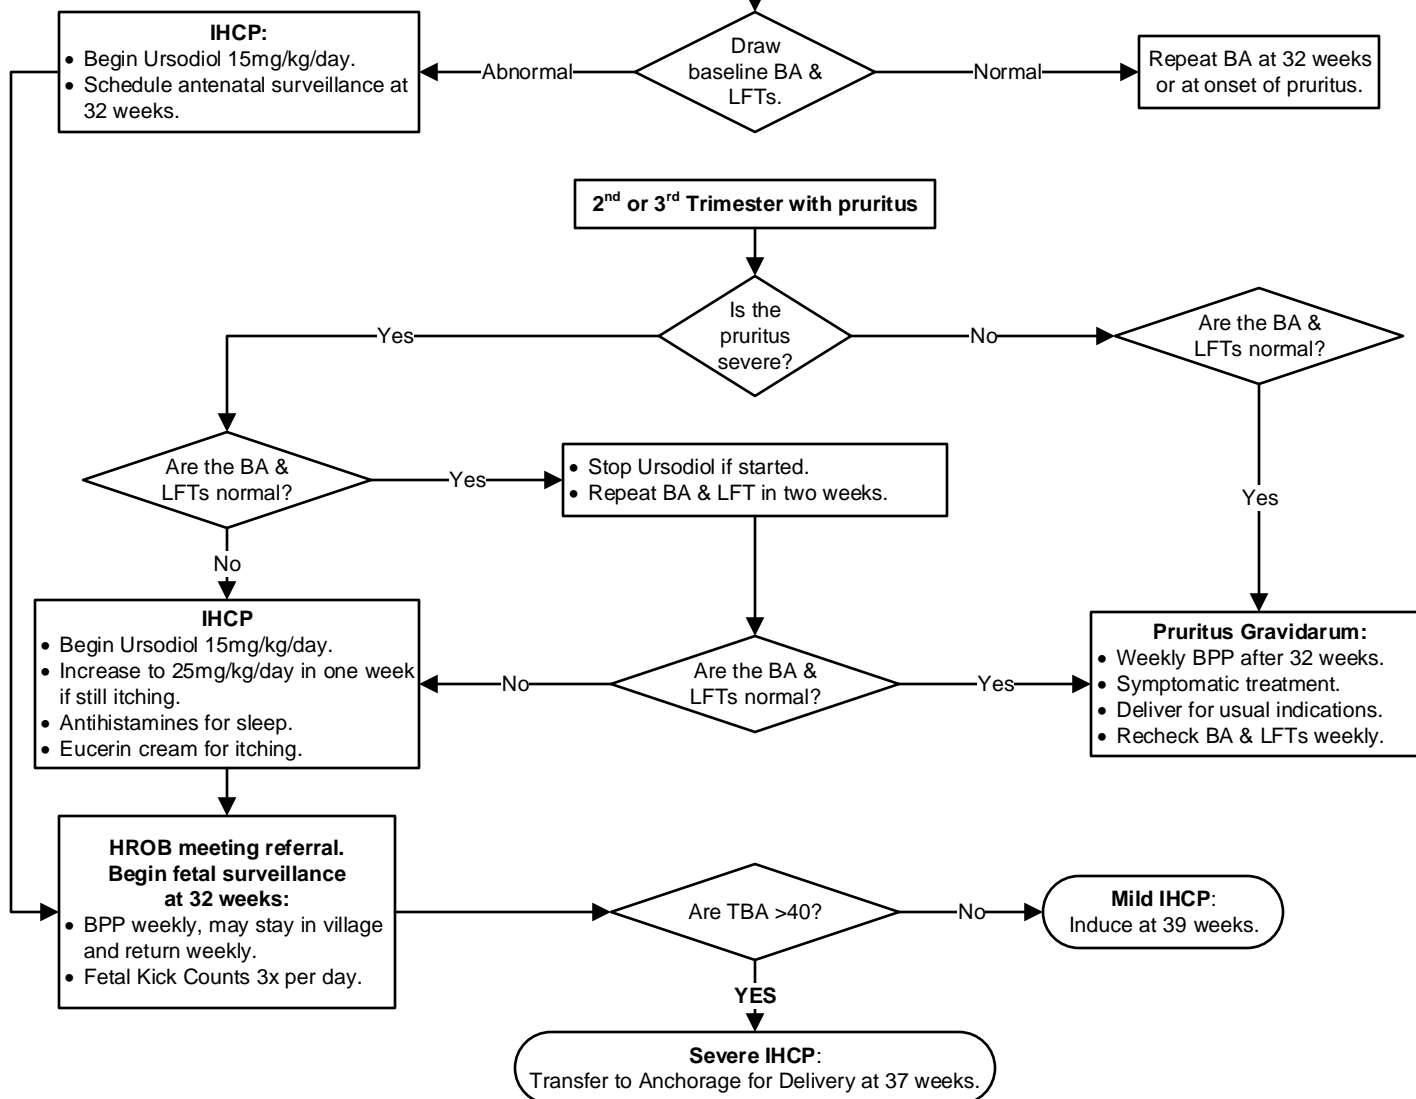 IHCP:
• Begin Ursodiol 15mg/kg/day.
• Schedule antenatal surveillance at
32 weeks.
Abnormal
Draw
baseline BA &
LFTs.
Normal
Repeat BA at 32 weeks
or at onset of pruritus.
2nd or 3rd Trimester with pruritus
Is the
pruritus
severe?
Yes
No
Are the BA &
LFTs normal?
Are the BA &
LFTs normal?
Yes
• Stop Ursodiol if started.
• Repeat BA & LFT in two weeks.
Yes
No
IHCP
• Begin Ursodiol 15mg/kg/day.
• Increase to 25mg/kg/day in one week
if still itching.
• Antihistamines for sleep.
• Eucerin cream for itching.
No
Are the BA &
LFTs normal?
Yes
Pruritus Gravidarum:
• Weekly BPP after 32 weeks.
• Symptomatic treatment.
• Deliver for usual indications.
• Recheck BA & LFTs weekly.
HROB meeting referral.
Begin fetal surveillance
at 32 weeks:
• BPP weekly, may stay in village
and return weekly.
• Fetal Kick Counts 3x per day.
Are TBA >40?
No
Mild IHCP:
Induce at 39 weeks.
YES
Severe IHCP:
Transfer to Anchorage for Delivery at 37 weeks.